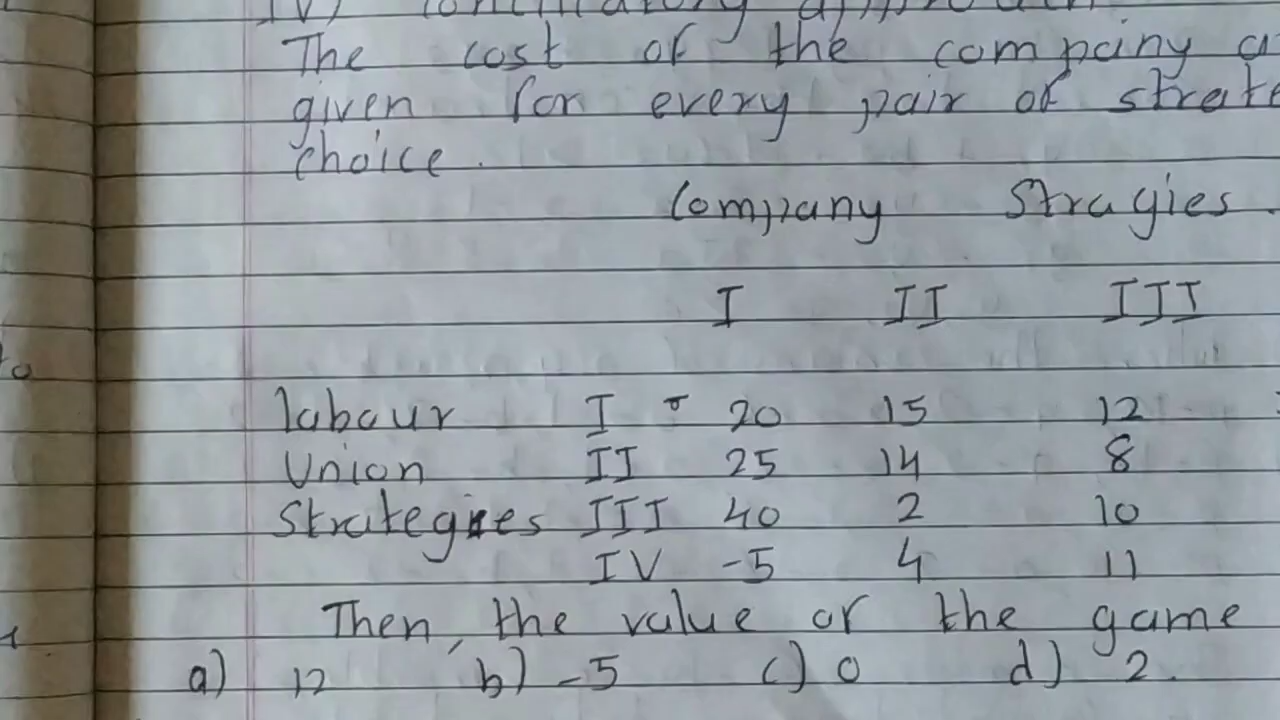 The cost of the company
given for every pair of
choice.
Company Stragies.
I II III
labour I 20 15 12
Union II 25 14 8
Strategies III 40 2 10
IV -5 4 11
Then, the value of the game
a) 12 b) -5 c) 0 d) 2.